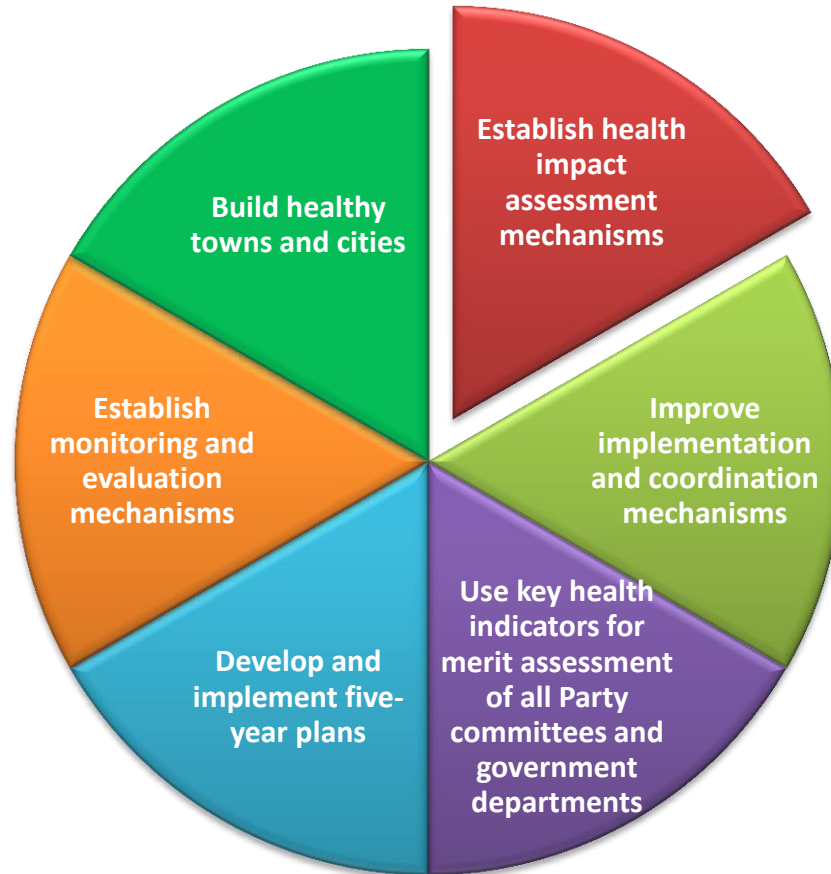 Establish health
impact
assessment
mechanisms
Improve
implementation
and coordination
mechanisms
Use key health
indicators for
merit assessment
of all Party
committees and
government
departments
Develop and
implement five-
year plans
Establish
monitoring and
evaluation
mechanisms
Build healthy
towns and cities